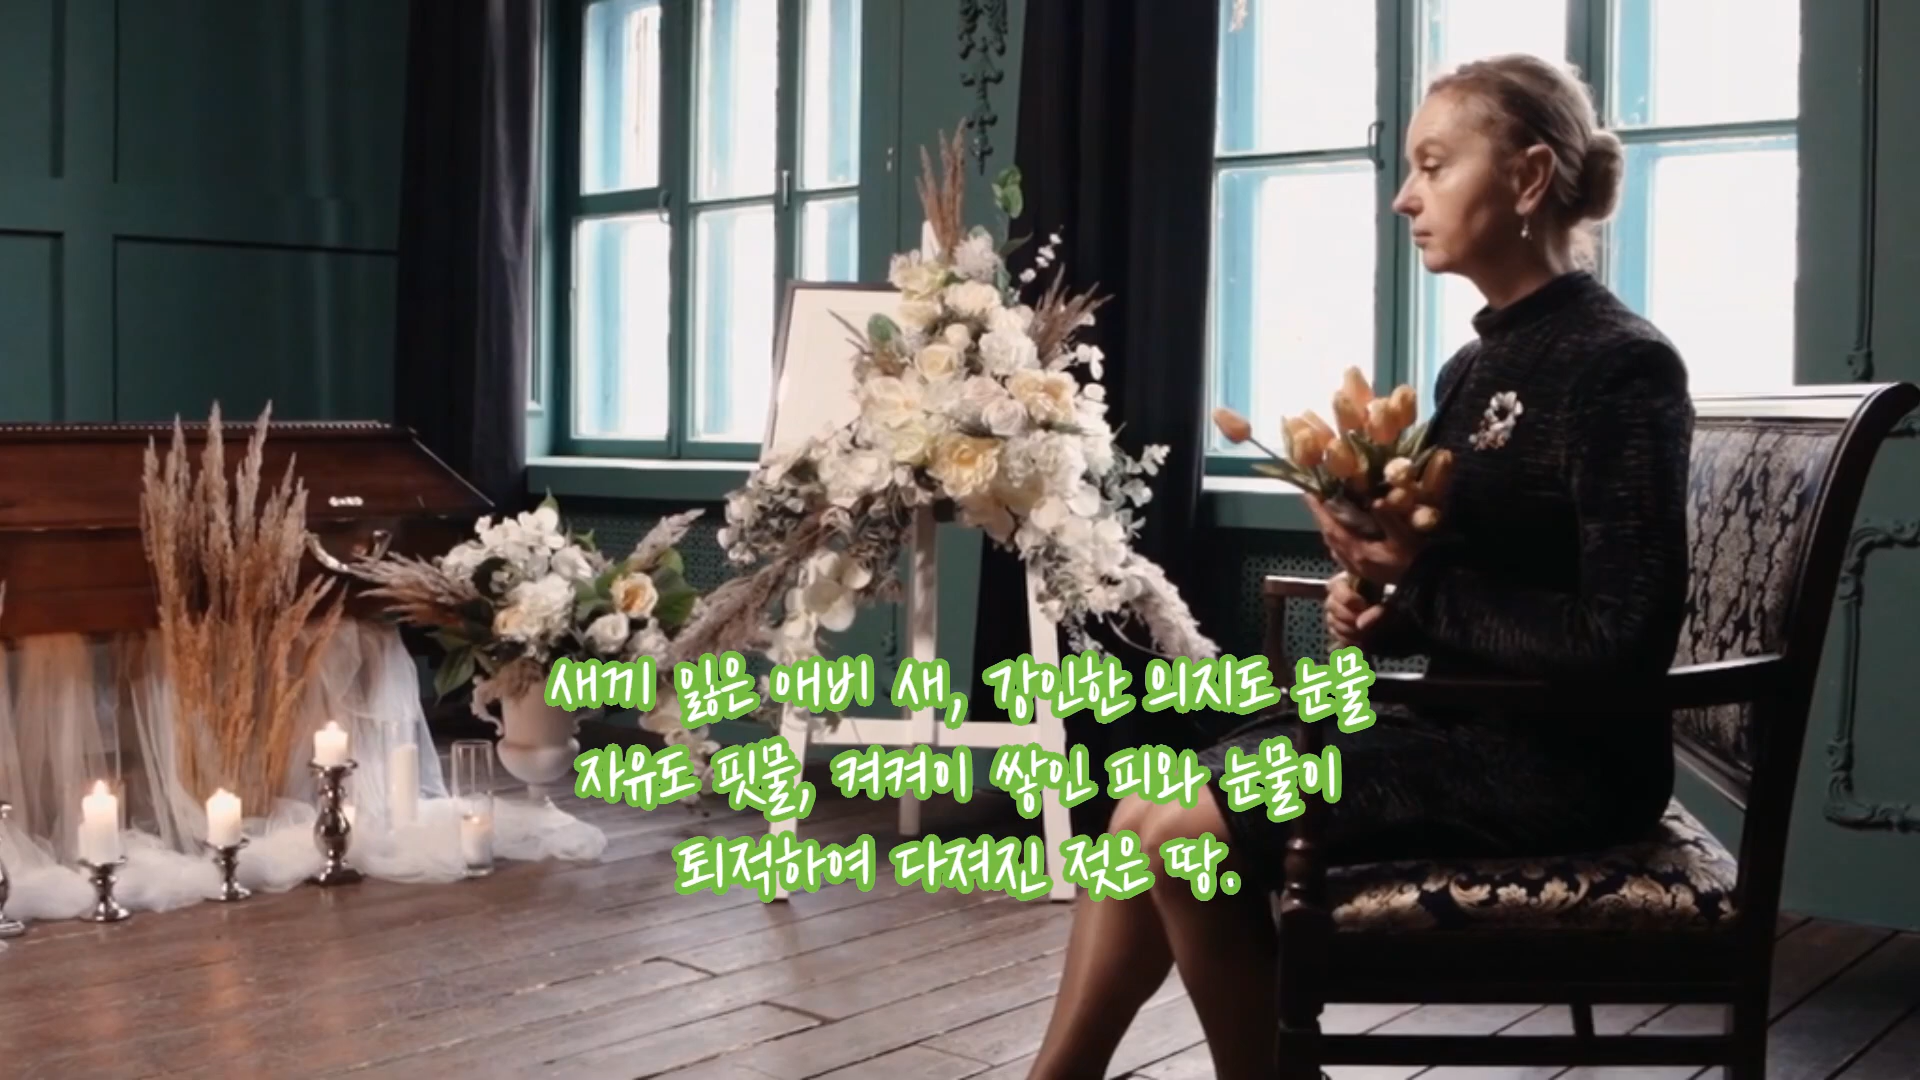 새끼 잃은 애비 새, 강인한 의지도 눈물
자유도 핏물, 켜켜이 쌓인 피와 눈물이
퇴적하여 다져진 젖은 땅.